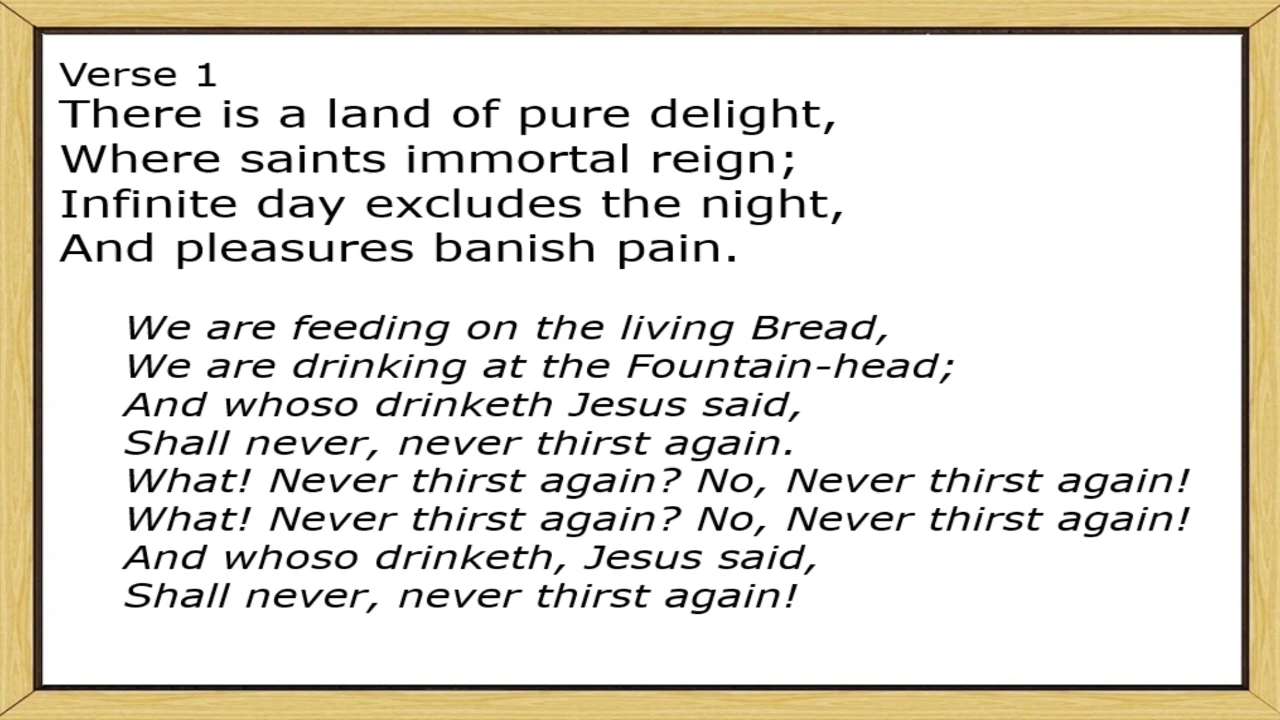 Verse 1
There is a land of pure delight,
Where saints immortal reign;
Infinite day excludes the night,
And pleasures banish pain.
We are feeding on the living Bread,
We are drinking at the Fountain-head;
And whoso drinketh Jesus said,
Shall never, never thirst again.
What! Never thirst again? No, Never thirst again!
What! Never thirst again? No, Never thirst again!
And whoso drinketh, Jesus said,
Shall never, never thirst again!